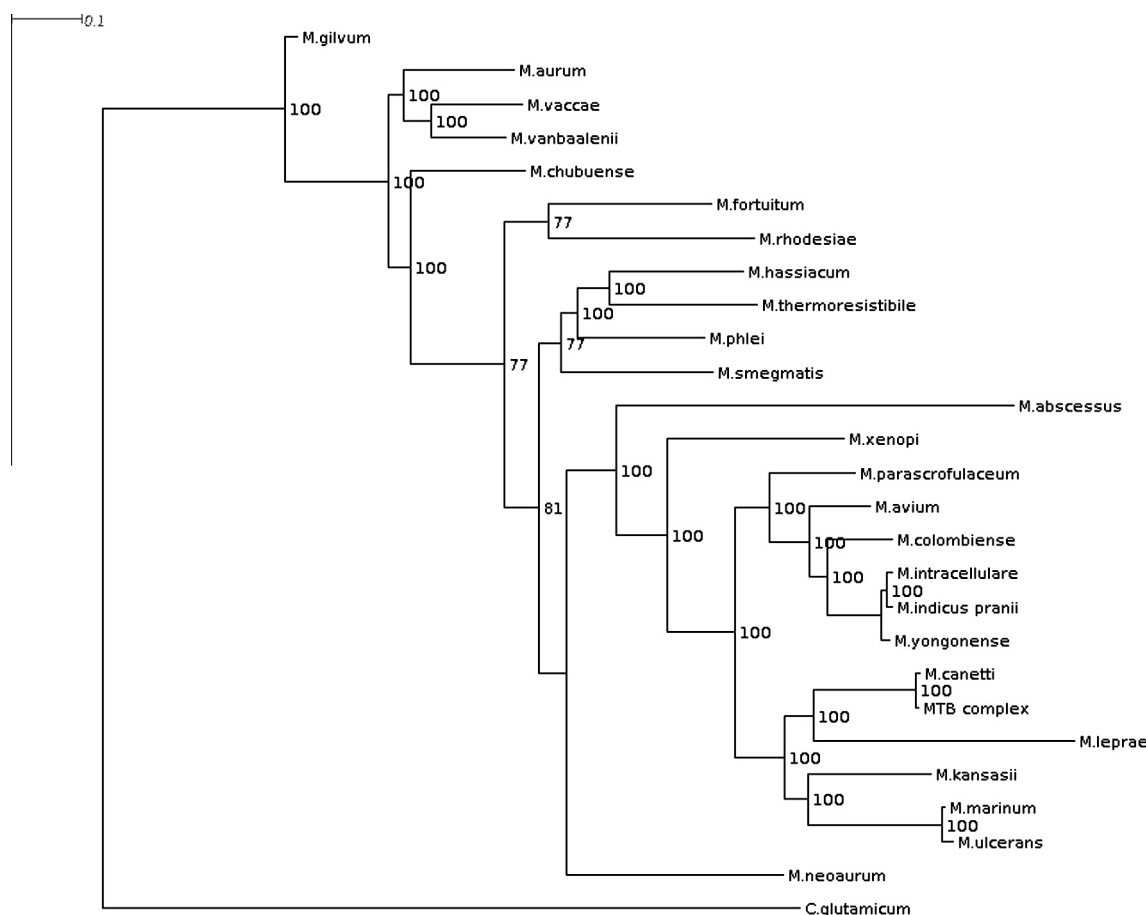 0.1
M.gilvum
M.aurum
100
M.vaccae
100
100
M.vanbaalenii
M.chubuense
100
M.fortuitum
77
M.rhodesiae
100
M.hassiacum
100
M.thermoresistibile
100
M.phlei
77
77
M.smegmatis
M.abscessus
M.xenopi
100
M.parascrofulaceum
M.avium
81
100
100
M.colombiense
100
M.intracellulare
100
100
M.indicus pranii
100
M.yongonense
M.canetti
100
MTB complex
100
M.leprae
100
M.kansasii
100
M.marinum
100
M.ulcerans
M.neoaurum
C.glutamicum